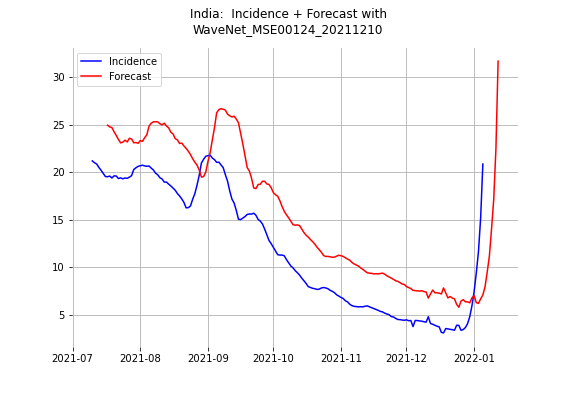 India:  Incidence + Forecast with
WaveNet_MSE00124_20211210
Incidence
Forecast
30
25
20
15
10
5
2021-07 2021-08 2021-09 2021-10 2021-11 2021-12 2022-01